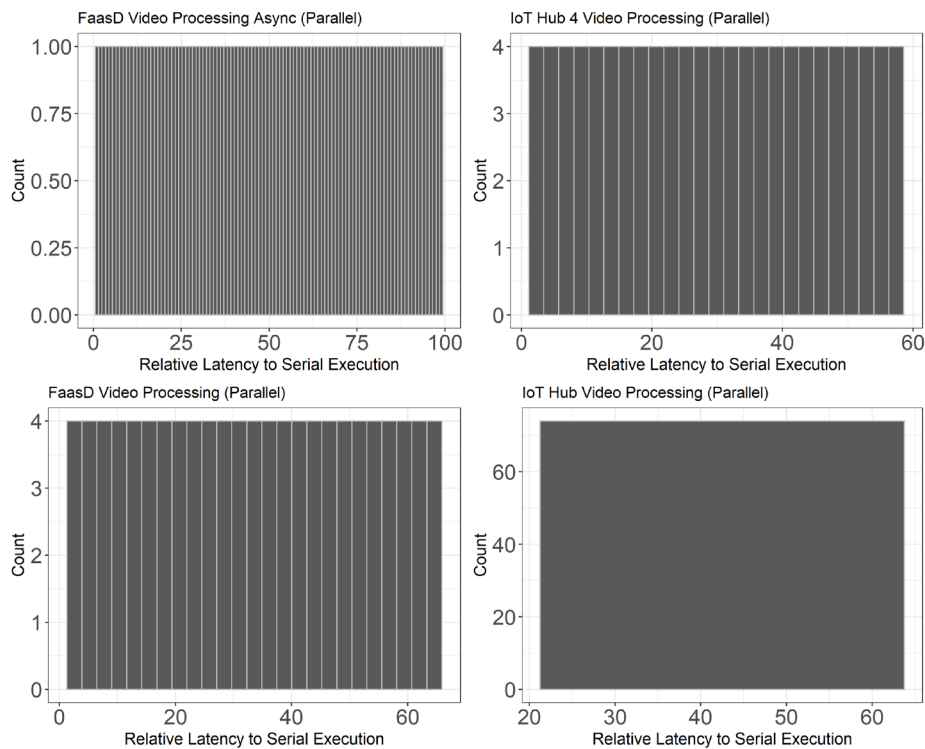 FaasD Video Processing Async (Parallel)
1.00
0.75
0.50
0.25
0.00
Count
0 25 50 75 100
Relative Latency to Serial Execution
IoT Hub 4 Video Processing (Parallel)
4
3
2
1
0
Count
0 20 40 60
Relative Latency to Serial Execution
FaasD Video Processing (Parallel)
4
3
2
1
0
Count
0 20 40 60
Relative Latency to Serial Execution
IoT Hub Video Processing (Parallel)
60
40
20
0
Count
20 30 40 50 60
Relative Latency to Serial Execution